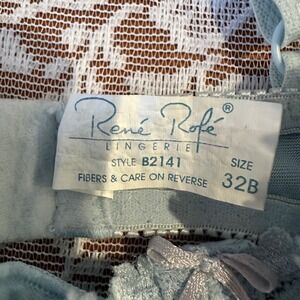 René Rofé®
LINGERIE
STYLE B2141 SIZE
FIBERS & CARE ON REVERSE 32B